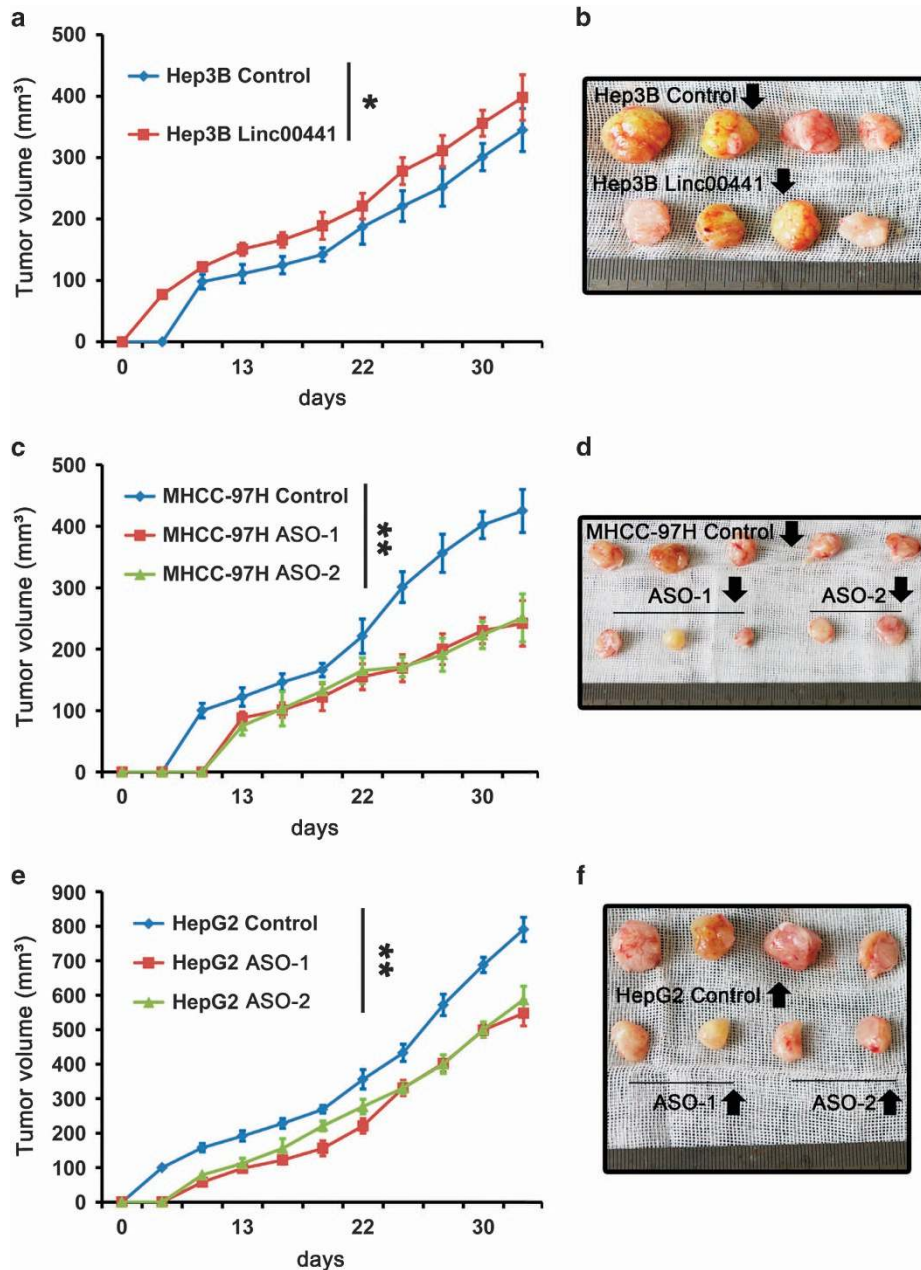 a
500
400
300
200
100
0
Tumor volume (mm³)
Hep3B Control
Hep3B Linc00441
*
0 13 22 30
days
b
Hep3B Control
Hep3B Linc00441
c
500
400
300
200
100
0
Tumor volume (mm³)
MHCC-97H Control
MHCC-97H ASO-1
MHCC-97H ASO-2
**
0 13 22 30
days
d
MHCC-97H Control
ASO-1 ASO-2
e
900
800
700
600
500
400
300
200
100
0
Tumor volume (mm³)
HepG2 Control
HepG2 ASO-1
HepG2 ASO-2
**
0 13 22 30
days
f
HepG2 Control
ASO-1 ASO-2